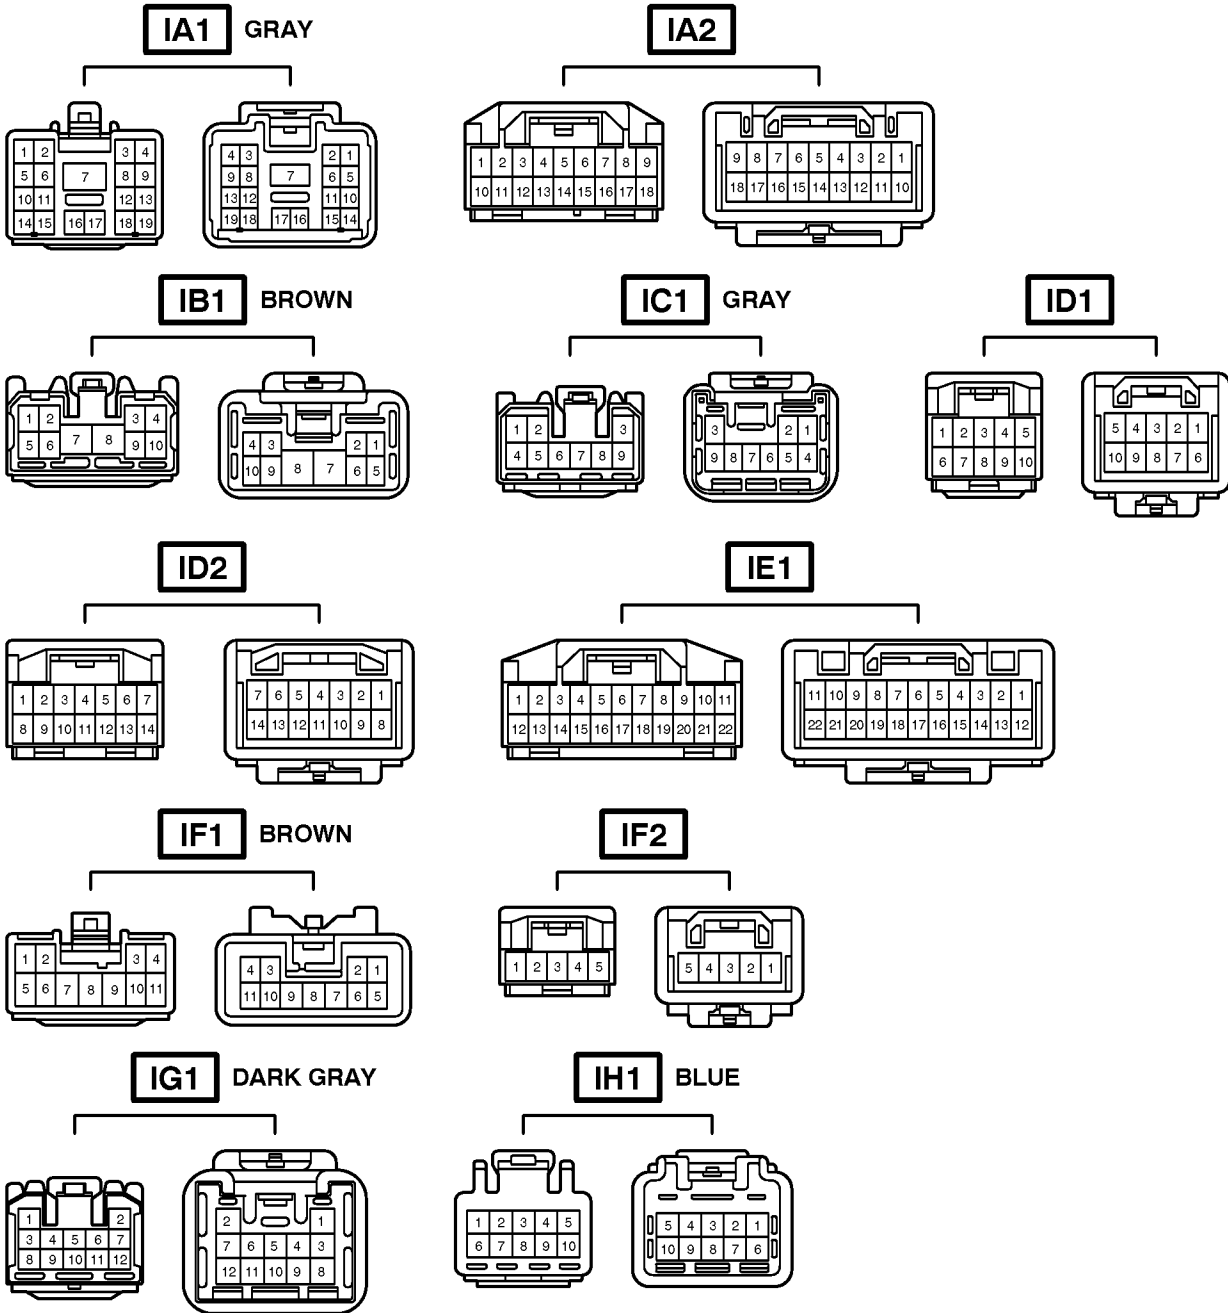 IA1 GRAY
IA2
1 2 3 4
5 6 7 8 9
10 11 12 13
14 15 16 17 18 19
4 3 2 1
9 8 7 6 5
13 12 11 10
19 18 17 16 15 14
1 2 3 4 5 6 7 8 9
10 11 12 13 14 15 16 17 18
9 8 7 6 5 4 3 2 1
18 17 16 15 14 13 12 11 10
IB1 BROWN
IC1 GRAY
ID1
1 2 3 4
5 6 7 8 9 10
4 3 2 1
10 9 8 7 6 5
1 2 3
4 5 6 7 8 9
3 2 1
9 8 7 6 5 4
1 2 3 4 5
6 7 8 9 10
5 4 3 2 1
10 9 8 7 6
ID2
IE1
1 2 3 4 5 6 7
8 9 10 11 12 13 14
7 6 5 4 3 2 1
14 13 12 11 10 9 8
1 2 3 4 5 6 7 8 9 10 11
12 13 14 15 16 17 18 19 20 21 22
11 10 9 8 7 6 5 4 3 2 1
22 21 20 19 18 17 16 15 14 13 12
IF1 BROWN
IF2
1 2 3 4
5 6 7 8 9 10 11
4 3 2 1
11 10 9 8 7 6 5
1 2 3 4 5
5 4 3 2 1
IG1 DARK GRAY
IH1 BLUE
1 2
3 4 5 6 7
8 9 10 11 12
2 1
7 6 5 4 3
12 11 10 9 8
1 2 3 4 5
6 7 8 9 10
5 4 3 2 1
10 9 8 7 6